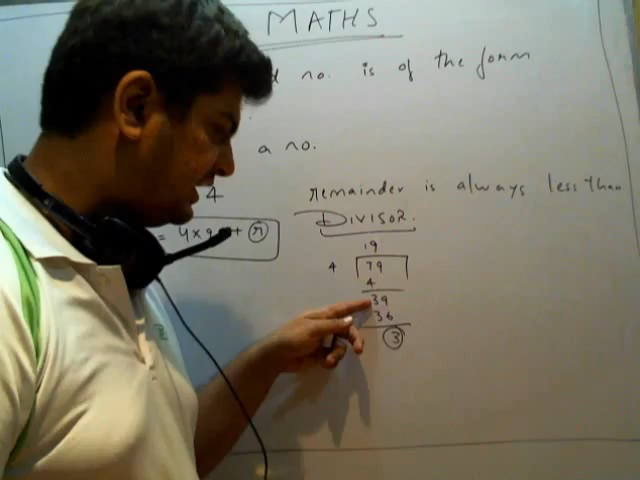 MATHS
no. is of the form
a no.
4
remainder is always less than
DIVISOR.
= 4×q + r
19
4 79
4
39
36
3